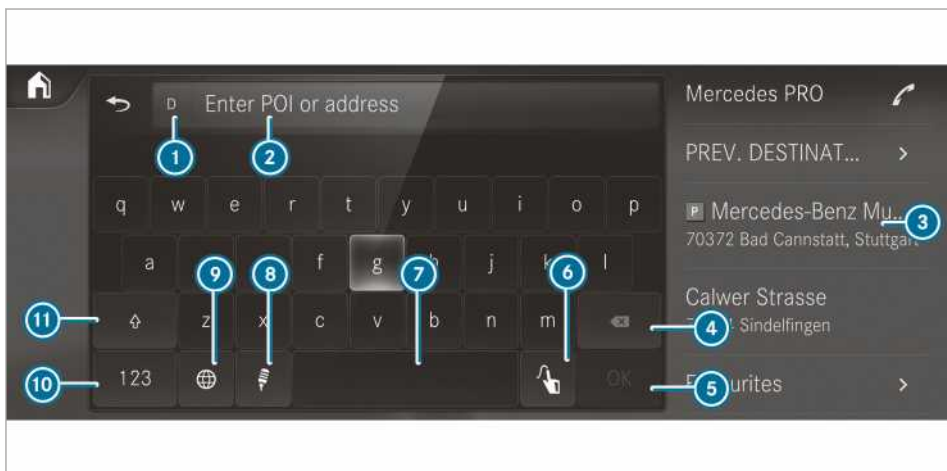 D Enter POI or address
1
2
Mercedes PRO
PREV. DESTINAT... >
P Mercedes-Benz Mu...
70372 Bad Cannstatt, Stuttgart
3
q w e r t y u i o p
a f g h j k l
9
8
7
6
11
z x c v b n m
4
Calwer Strasse
Sindelfingen
10
123
OK
5
urites >